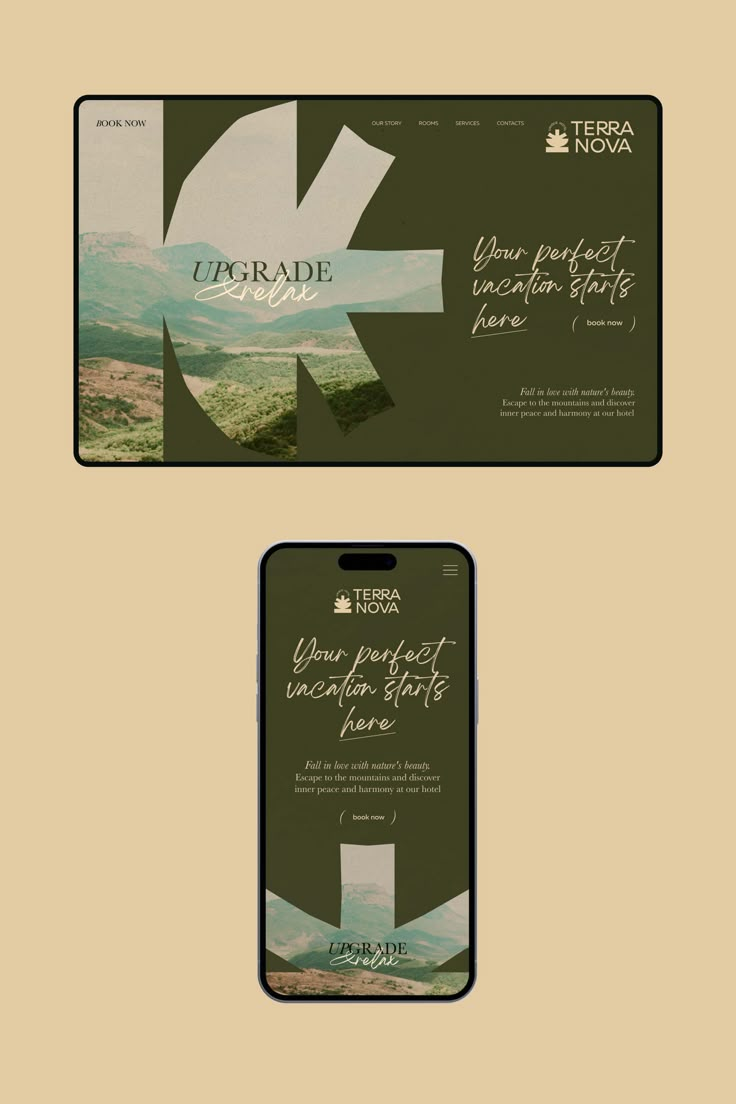 BOOK NOW
OUR STORY
ROOMS
SERVICES
CONTACTS
TERRA
NOVA
UPGRADE
&relax
Your perfect
vacation starts
here
( book now )
Fall in love with nature's beauty.
Escape to the mountains and discover
inner peace and harmony at our hotel
TERRA
NOVA
Your perfect
vacation starts
here
Fall in love with nature's beauty.
Escape to the mountains and discover
inner peace and harmony at our hotel
( book now )
UPGRADE
&relax